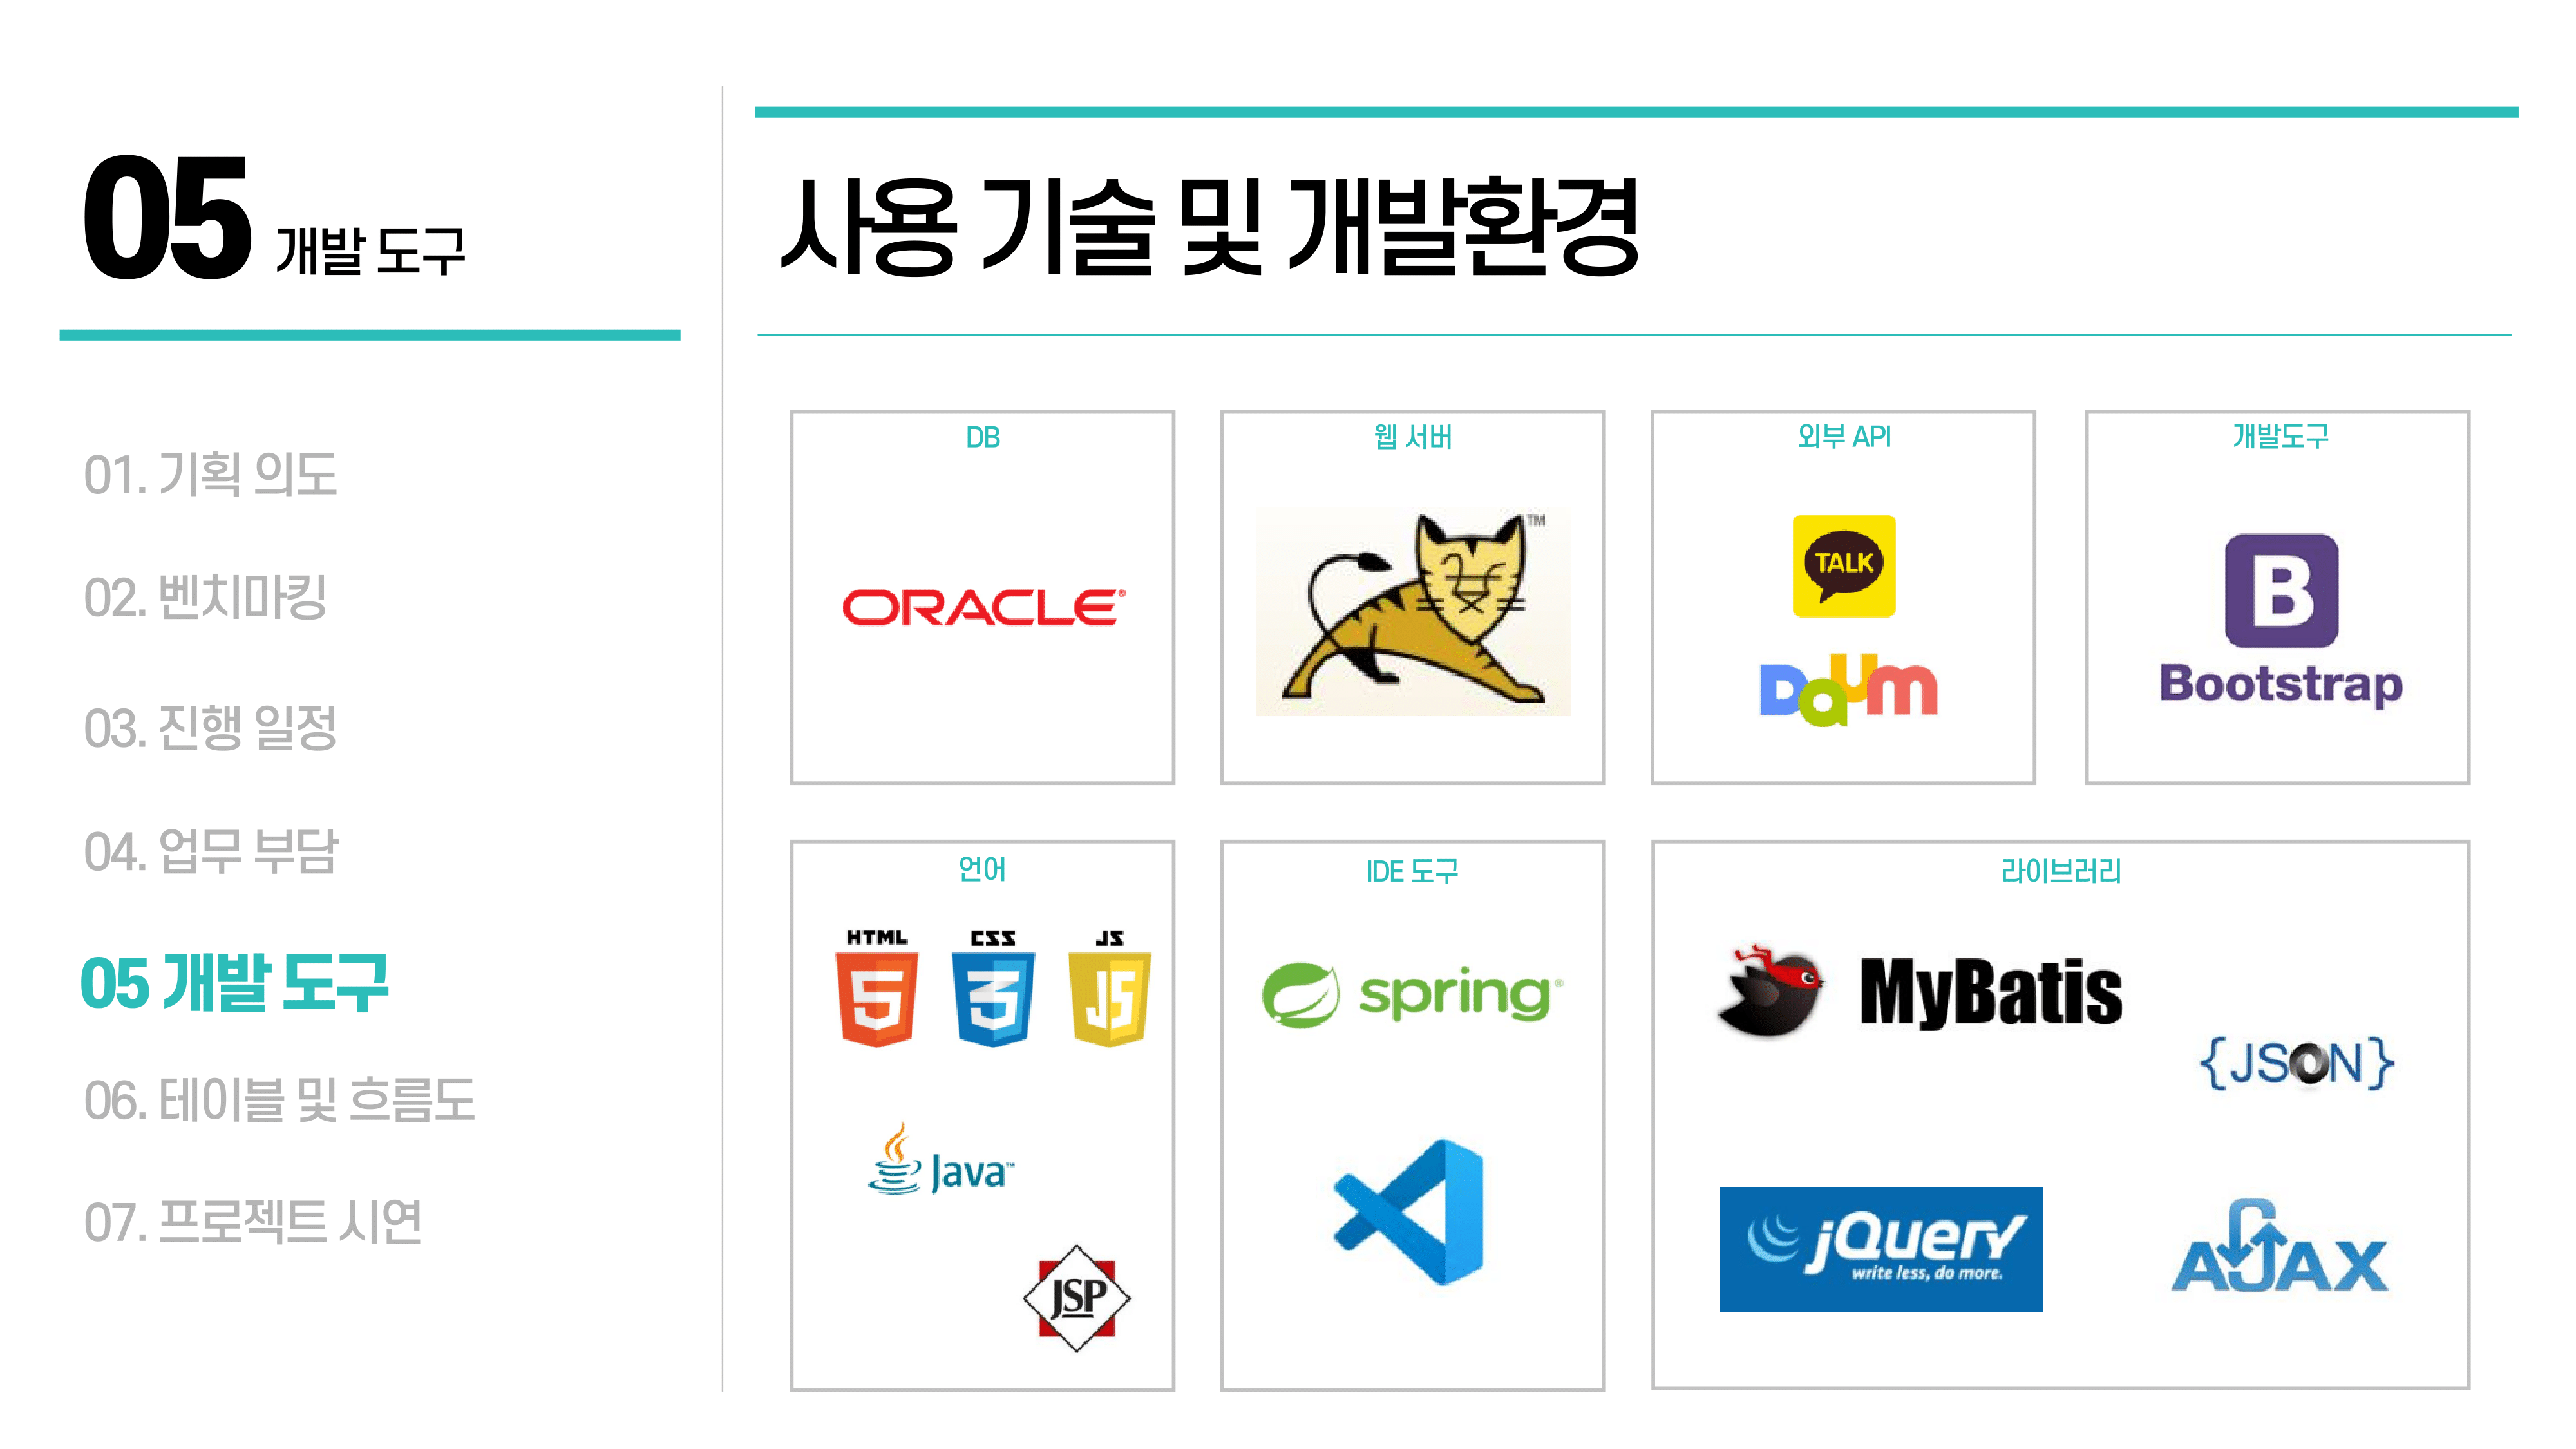 05 개발 도구
01. 기획 의도
02. 벤치마킹
03. 진행 일정
04. 업무 부담
05 개발 도구
06. 테이블 및 흐름도
07. 프로젝트 시연
사용 기술 및 개발환경
DB
ORACLE®
웹 서버
TM
외부 API
TALK
Daum
개발도구
B
Bootstrap
언어
HTML CSS JS
5 3 JS
Java™
JSP
IDE 도구
spring®
라이브러리
MyBatis
{JSON}
jQuery
write less, do more.
AJAX